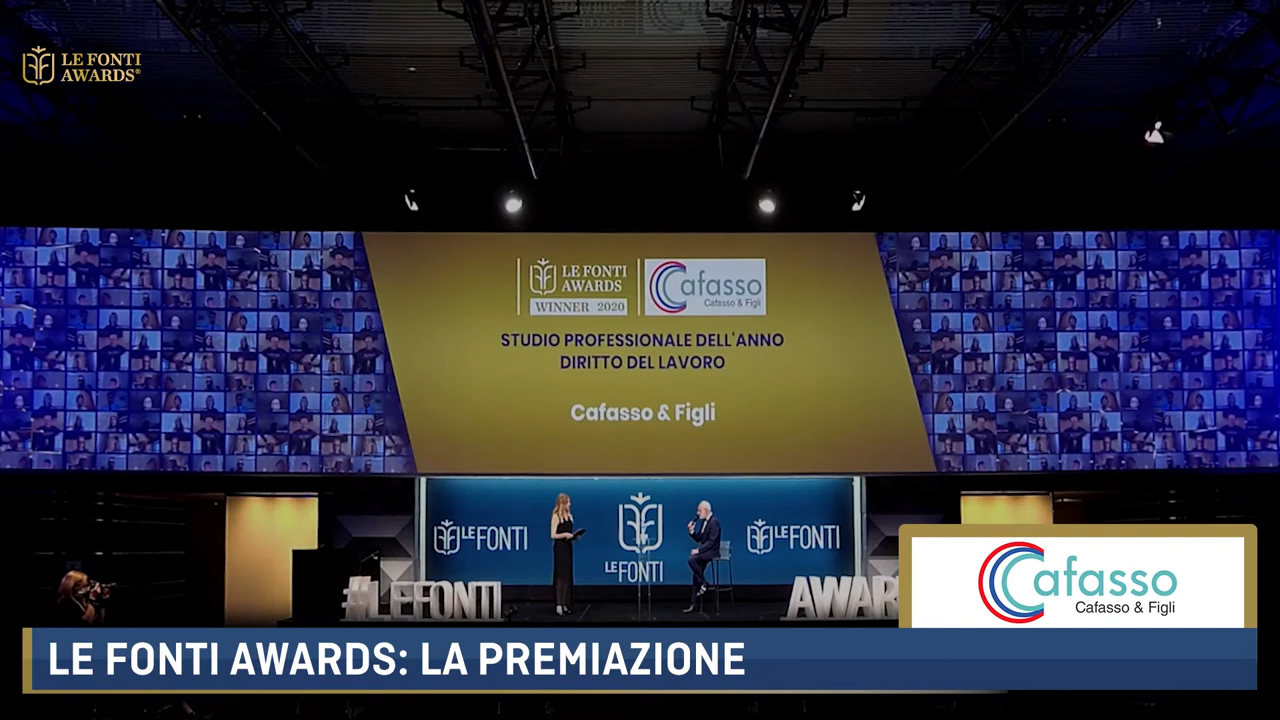 LE FONTI
AWARDS®
LE FONTI
AWARDS
WINNER 2020
Cafasso
Cafasso & Figli
STUDIO PROFESSIONALE DELL'ANNO
DIRITTO DEL LAVORO
Cafasso & Figli
LE FONTI
LE FONTI
LE FONTI
#LEFONTI
AWAR
Cafasso
Cafasso & Figli
LE FONTI AWARDS: LA PREMIAZIONE